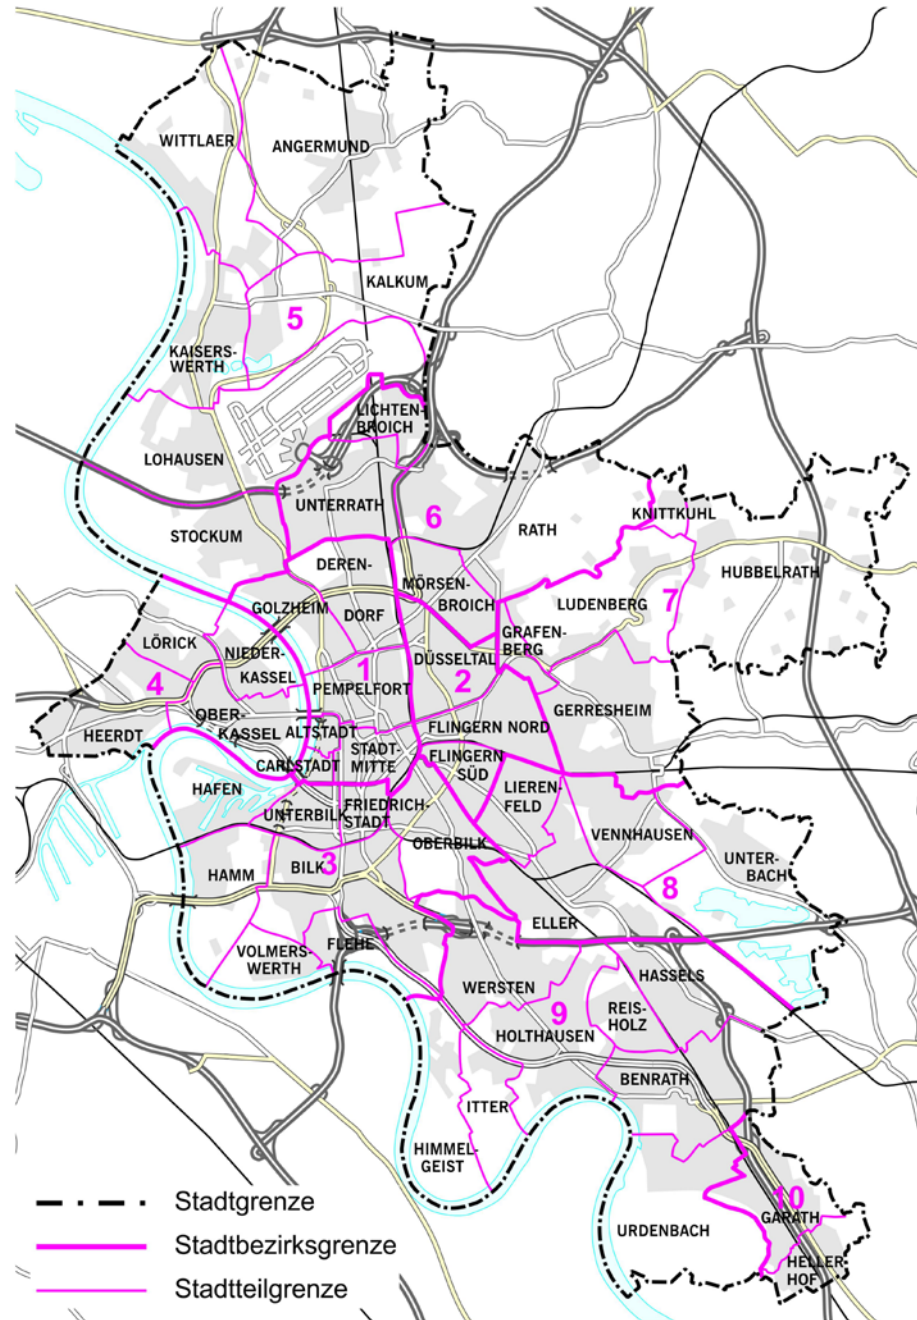 WITTLAER
ANGERMUND
KALKUM
5
KAISERS-
WERTH
LICHTEN-
BROICH
LOHAUSEN
UNTERRATH
6
KNITTKUHL
STOCKUM
RATH
DEREN-
HUBBELRATH
MÖRSEN-
BROICH
GOLZHEIM
DORF
LUDENBERG
7
LÖRICK
GRAFEN-
BERG
NIEDER-
KASSEL
DÜSSELTAL
4
1
2
PEMPELFORT
GERRESHEIM
OBER-
KASSEL
ALTSTADT
FLINGERN NORD
HEERDT
STADT-
MITTE
FLINGERN
SÜD
CARLSTADT
HAFEN
LIEREN-
FELD
UNTERBILK
FRIEDRICH-
STADT
VENNHAUSEN
OBERBILK
UNTER-
BACH
3
BILK
HAMM
8
ELLER
FLEHE
VOLMERS-
WERTH
HASSELS
WERSTEN
REIS-
HOLZ
9
HOLTHAUSEN
BENRATH
ITTER
HIMMEL-
GEIST
10
GARATH
URDENBACH
HELLER
HOF
Stadtgrenze
Stadtbezirksgrenze
Stadtteilgrenze